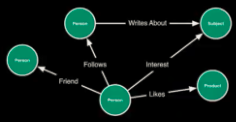 Person
Writes About
Subject
Person
Follows
Interest
Friend
Likes
Product
Person